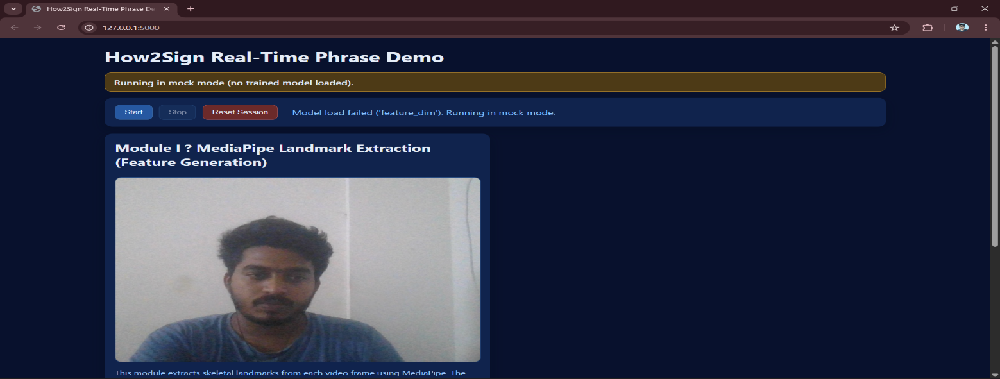 How2Sign Real-Time Phrase De
127.0.0.1:5000
How2Sign Real-Time Phrase Demo
Running in mock mode (no trained model loaded).
Start Stop Reset Session Model load failed ('feature_dim'). Running in mock mode.
Module I ? MediaPipe Landmark Extraction
(Feature Generation)
This module extracts skeletal landmarks from each video frame using MediaPipe. The